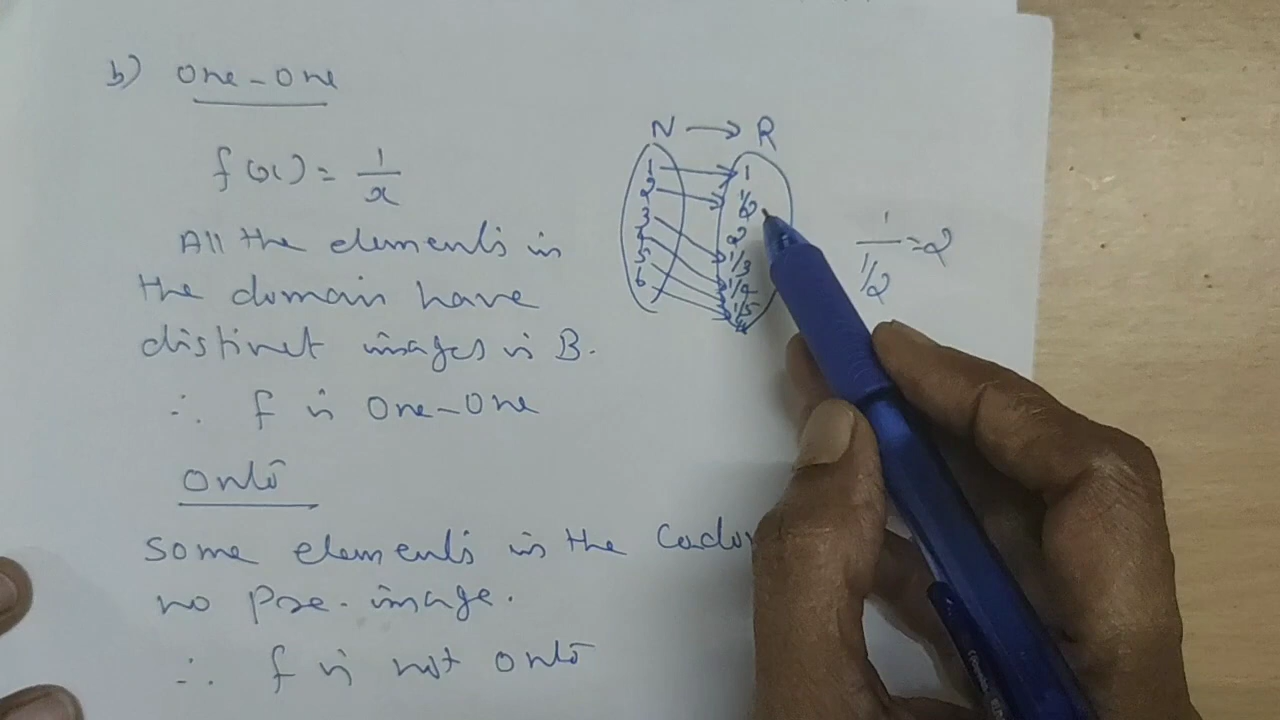 b) One-One
f(x) = 1/x
All the elements in
the domain have
distinct images in B.
∴ f is One-One
Onto
Some elements in the
no Pre-image.
∴ f is not onto
N → R
1 1
2 1/2
3 2
4 1/3
5 1/4
6 1/5
1/(1/2) = 2